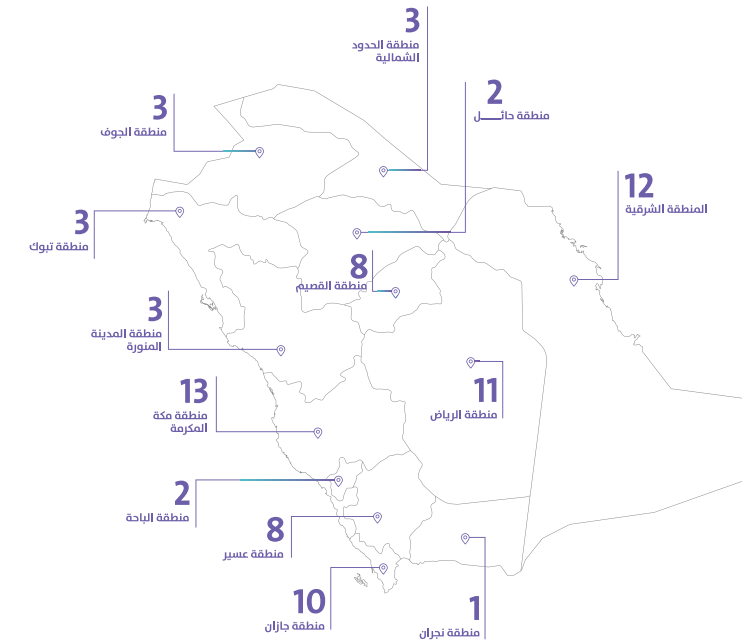 3
منطقة الحدود
الشمالية
2
منطقة حائـــل
3
منطقة الجوف
12
المنطقة الشرقية
3
منطقة تبوك
8
منطقة القصيم
3
منطقة المدينة
المنورة
11
منطقة الرياض
13
منطقة مكة
المكرمة
2
منطقة الباحة
8
منطقة عسير
10
منطقة جازان
1
منطقة نجران